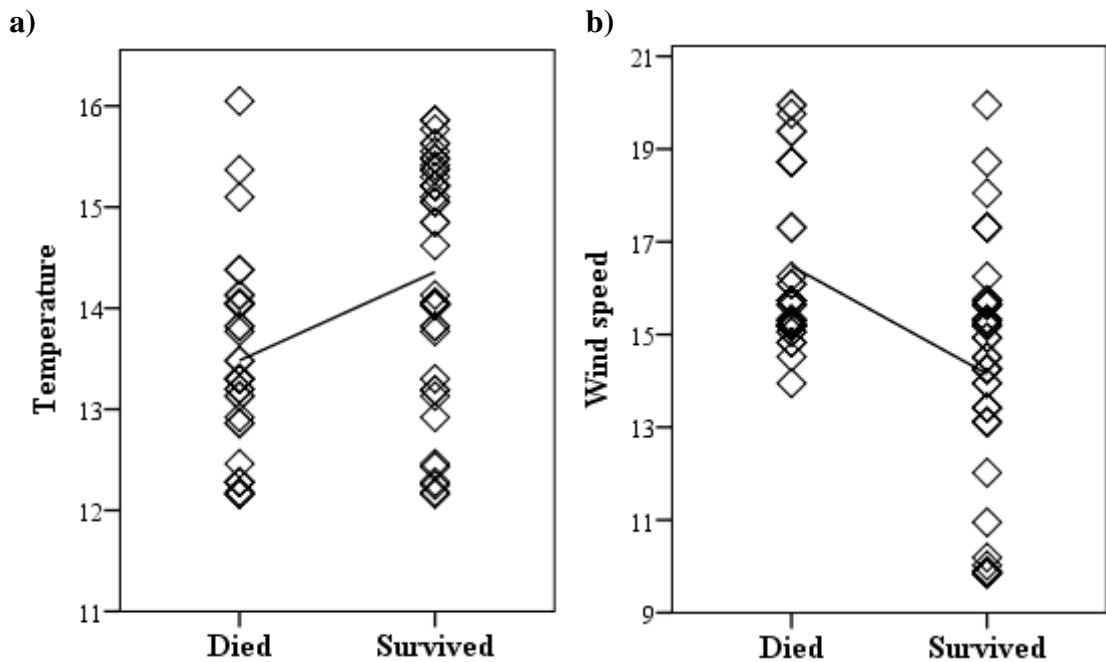 a)
Temperature
16
15
14
13
12
11
Died Survived
b)
Wind speed
21
19
17
15
13
11
9
Died Survived